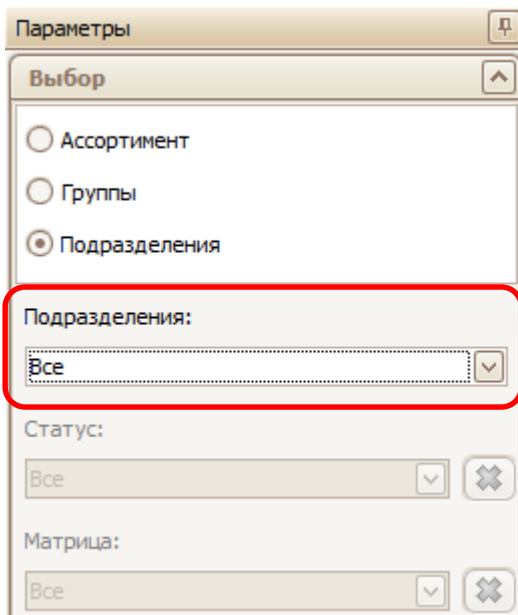 Параметры
Выбор
Ассортимент
Группы
Подразделения
Подразделения:
Все
Статус:
Все
Матрица:
Все